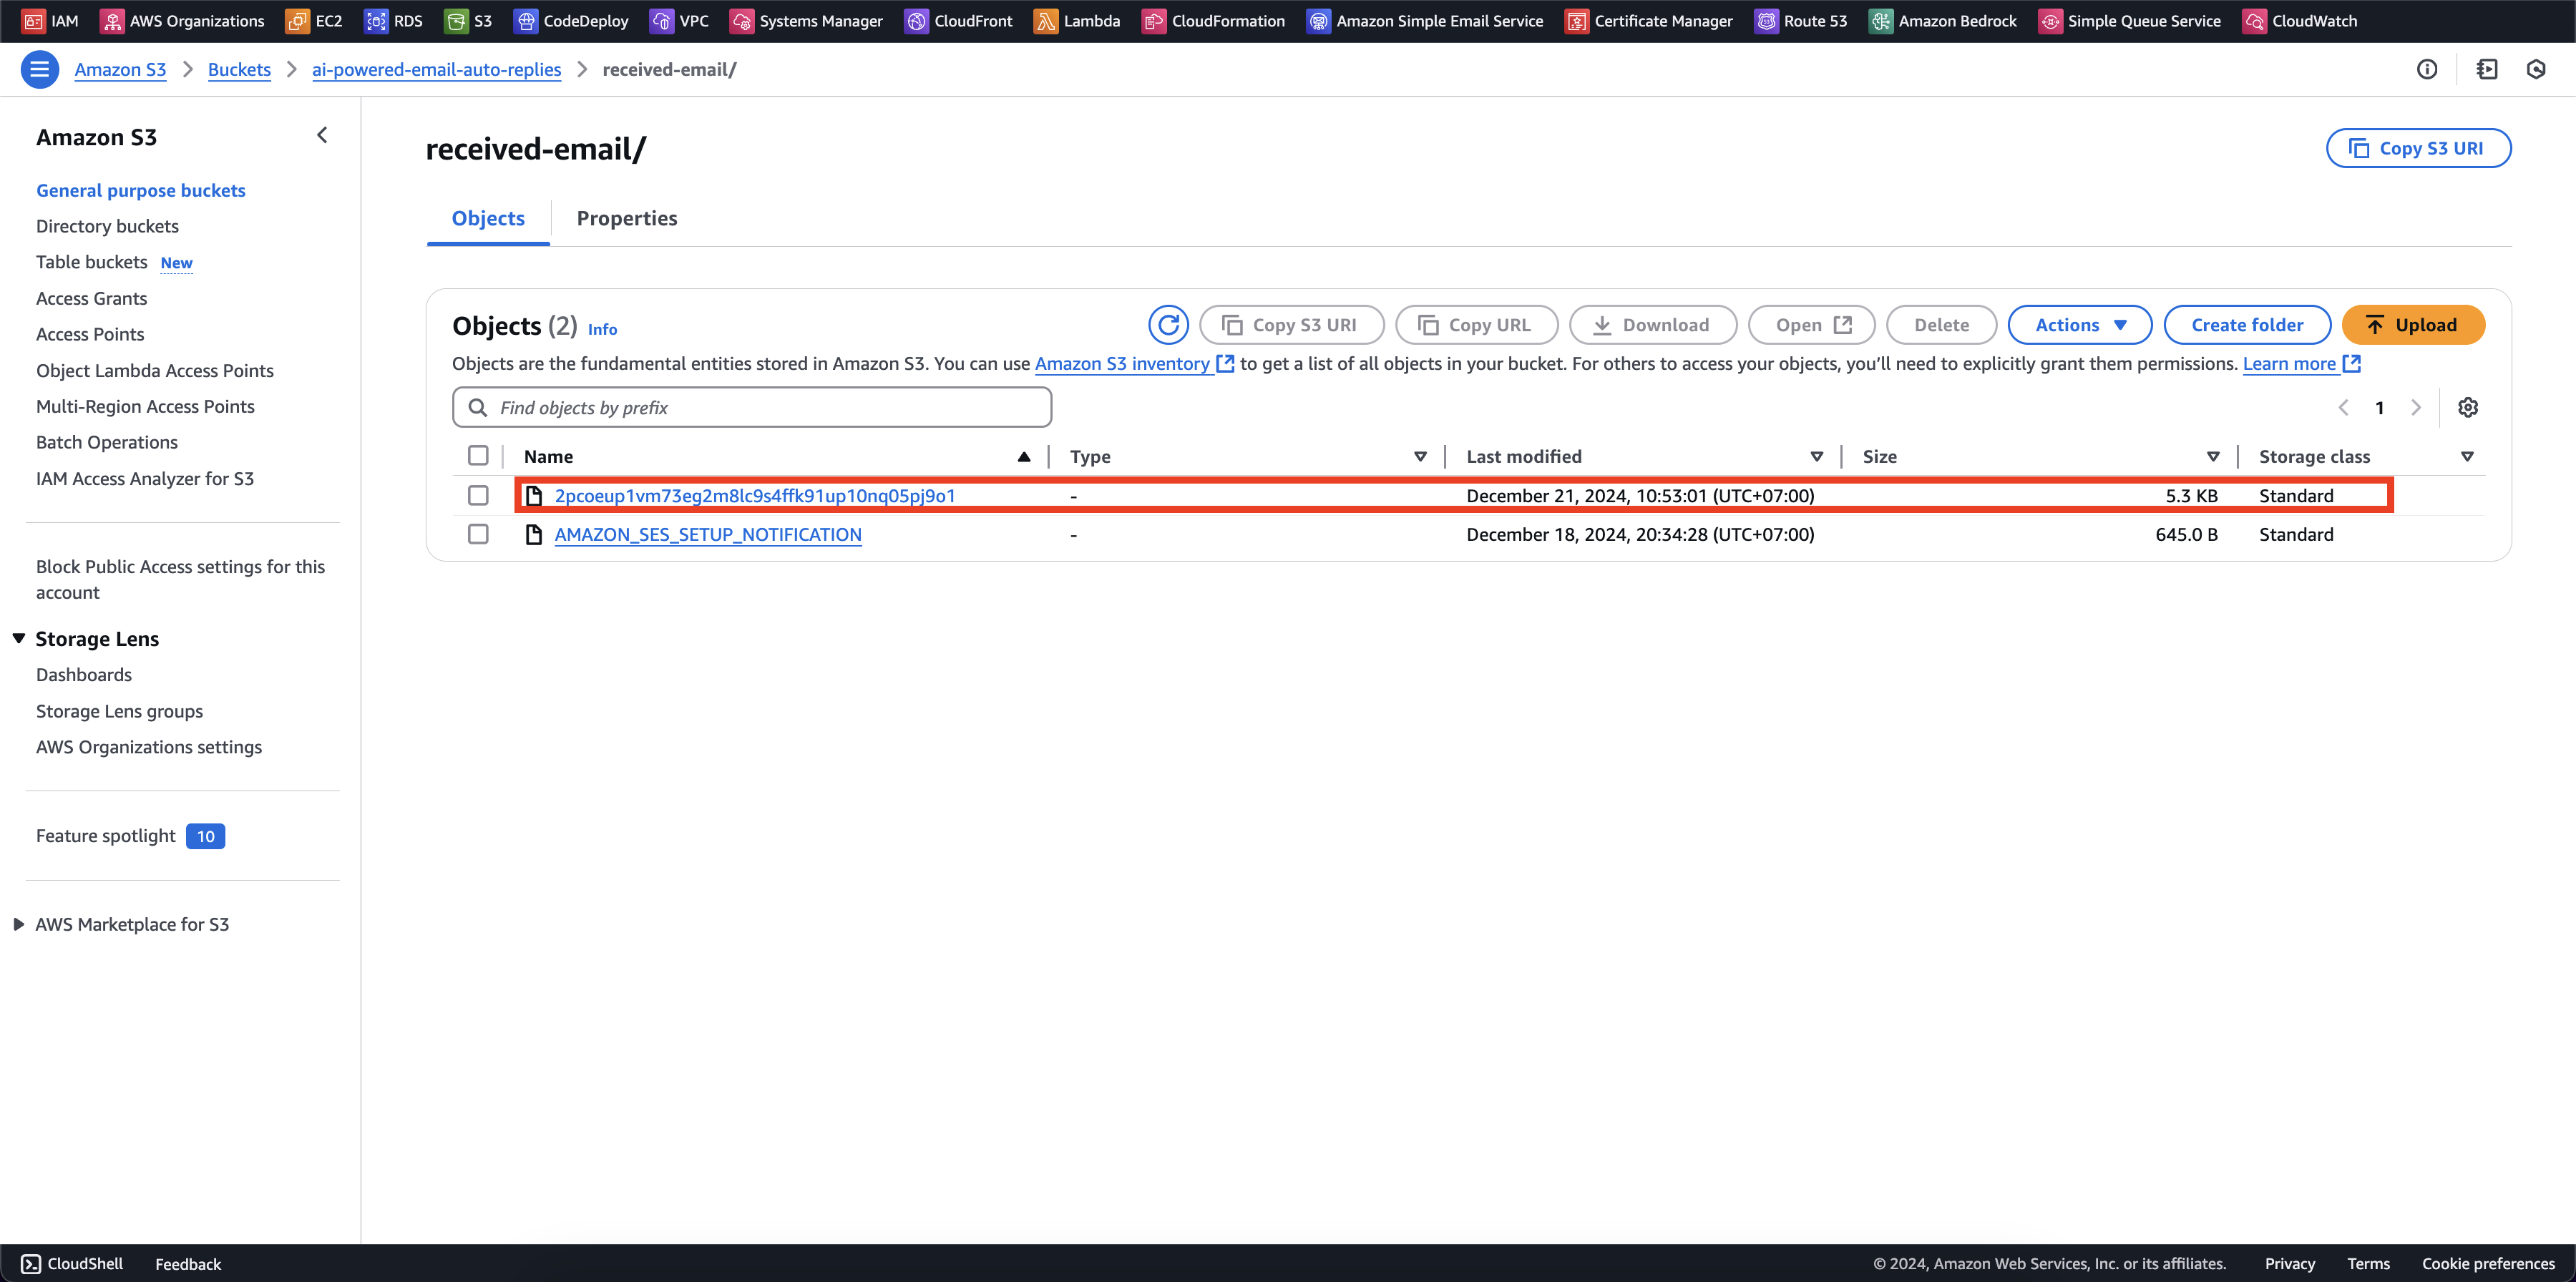 IAM AWS Organizations EC2 RDS S3 CodeDeploy VPC Systems Manager CloudFront Lambda CloudFormation Amazon Simple Email Service Certificate Manager Route 53 Amazon Bedrock Simple Queue Service CloudWatch
Amazon S3 > Buckets > ai-powered-email-auto-replies > received-email/
Amazon S3
General purpose buckets
Directory buckets
Table buckets New
Access Grants
Access Points
Object Lambda Access Points
Multi-Region Access Points
Batch Operations
IAM Access Analyzer for S3
Block Public Access settings for this
account
Storage Lens
Dashboards
Storage Lens groups
AWS Organizations settings
Feature spotlight 10
AWS Marketplace for S3
received-email/
Copy S3 URI
Objects Properties
Objects (2) Info
Copy S3 URI Copy URL Download Open Delete Actions Create folder Upload
Objects are the fundamental entities stored in Amazon S3. You can use Amazon S3 inventory to get a list of all objects in your bucket. For others to access your objects, you'll need to explicitly grant them permissions. Learn more
Find objects by prefix
1
Name Type Last modified Size Storage class
2pcoeup1vm73eg2m8lc9s4ffk91up10nq05pj9o1 - December 21, 2024, 10:53:01 (UTC+07:00) 5.3 KB Standard
AMAZON_SES_SETUP_NOTIFICATION - December 18, 2024, 20:34:28 (UTC+07:00) 645.0 B Standard
CloudShell Feedback © 2024, Amazon Web Services, Inc. or its affiliates. Privacy Terms Cookie preferences